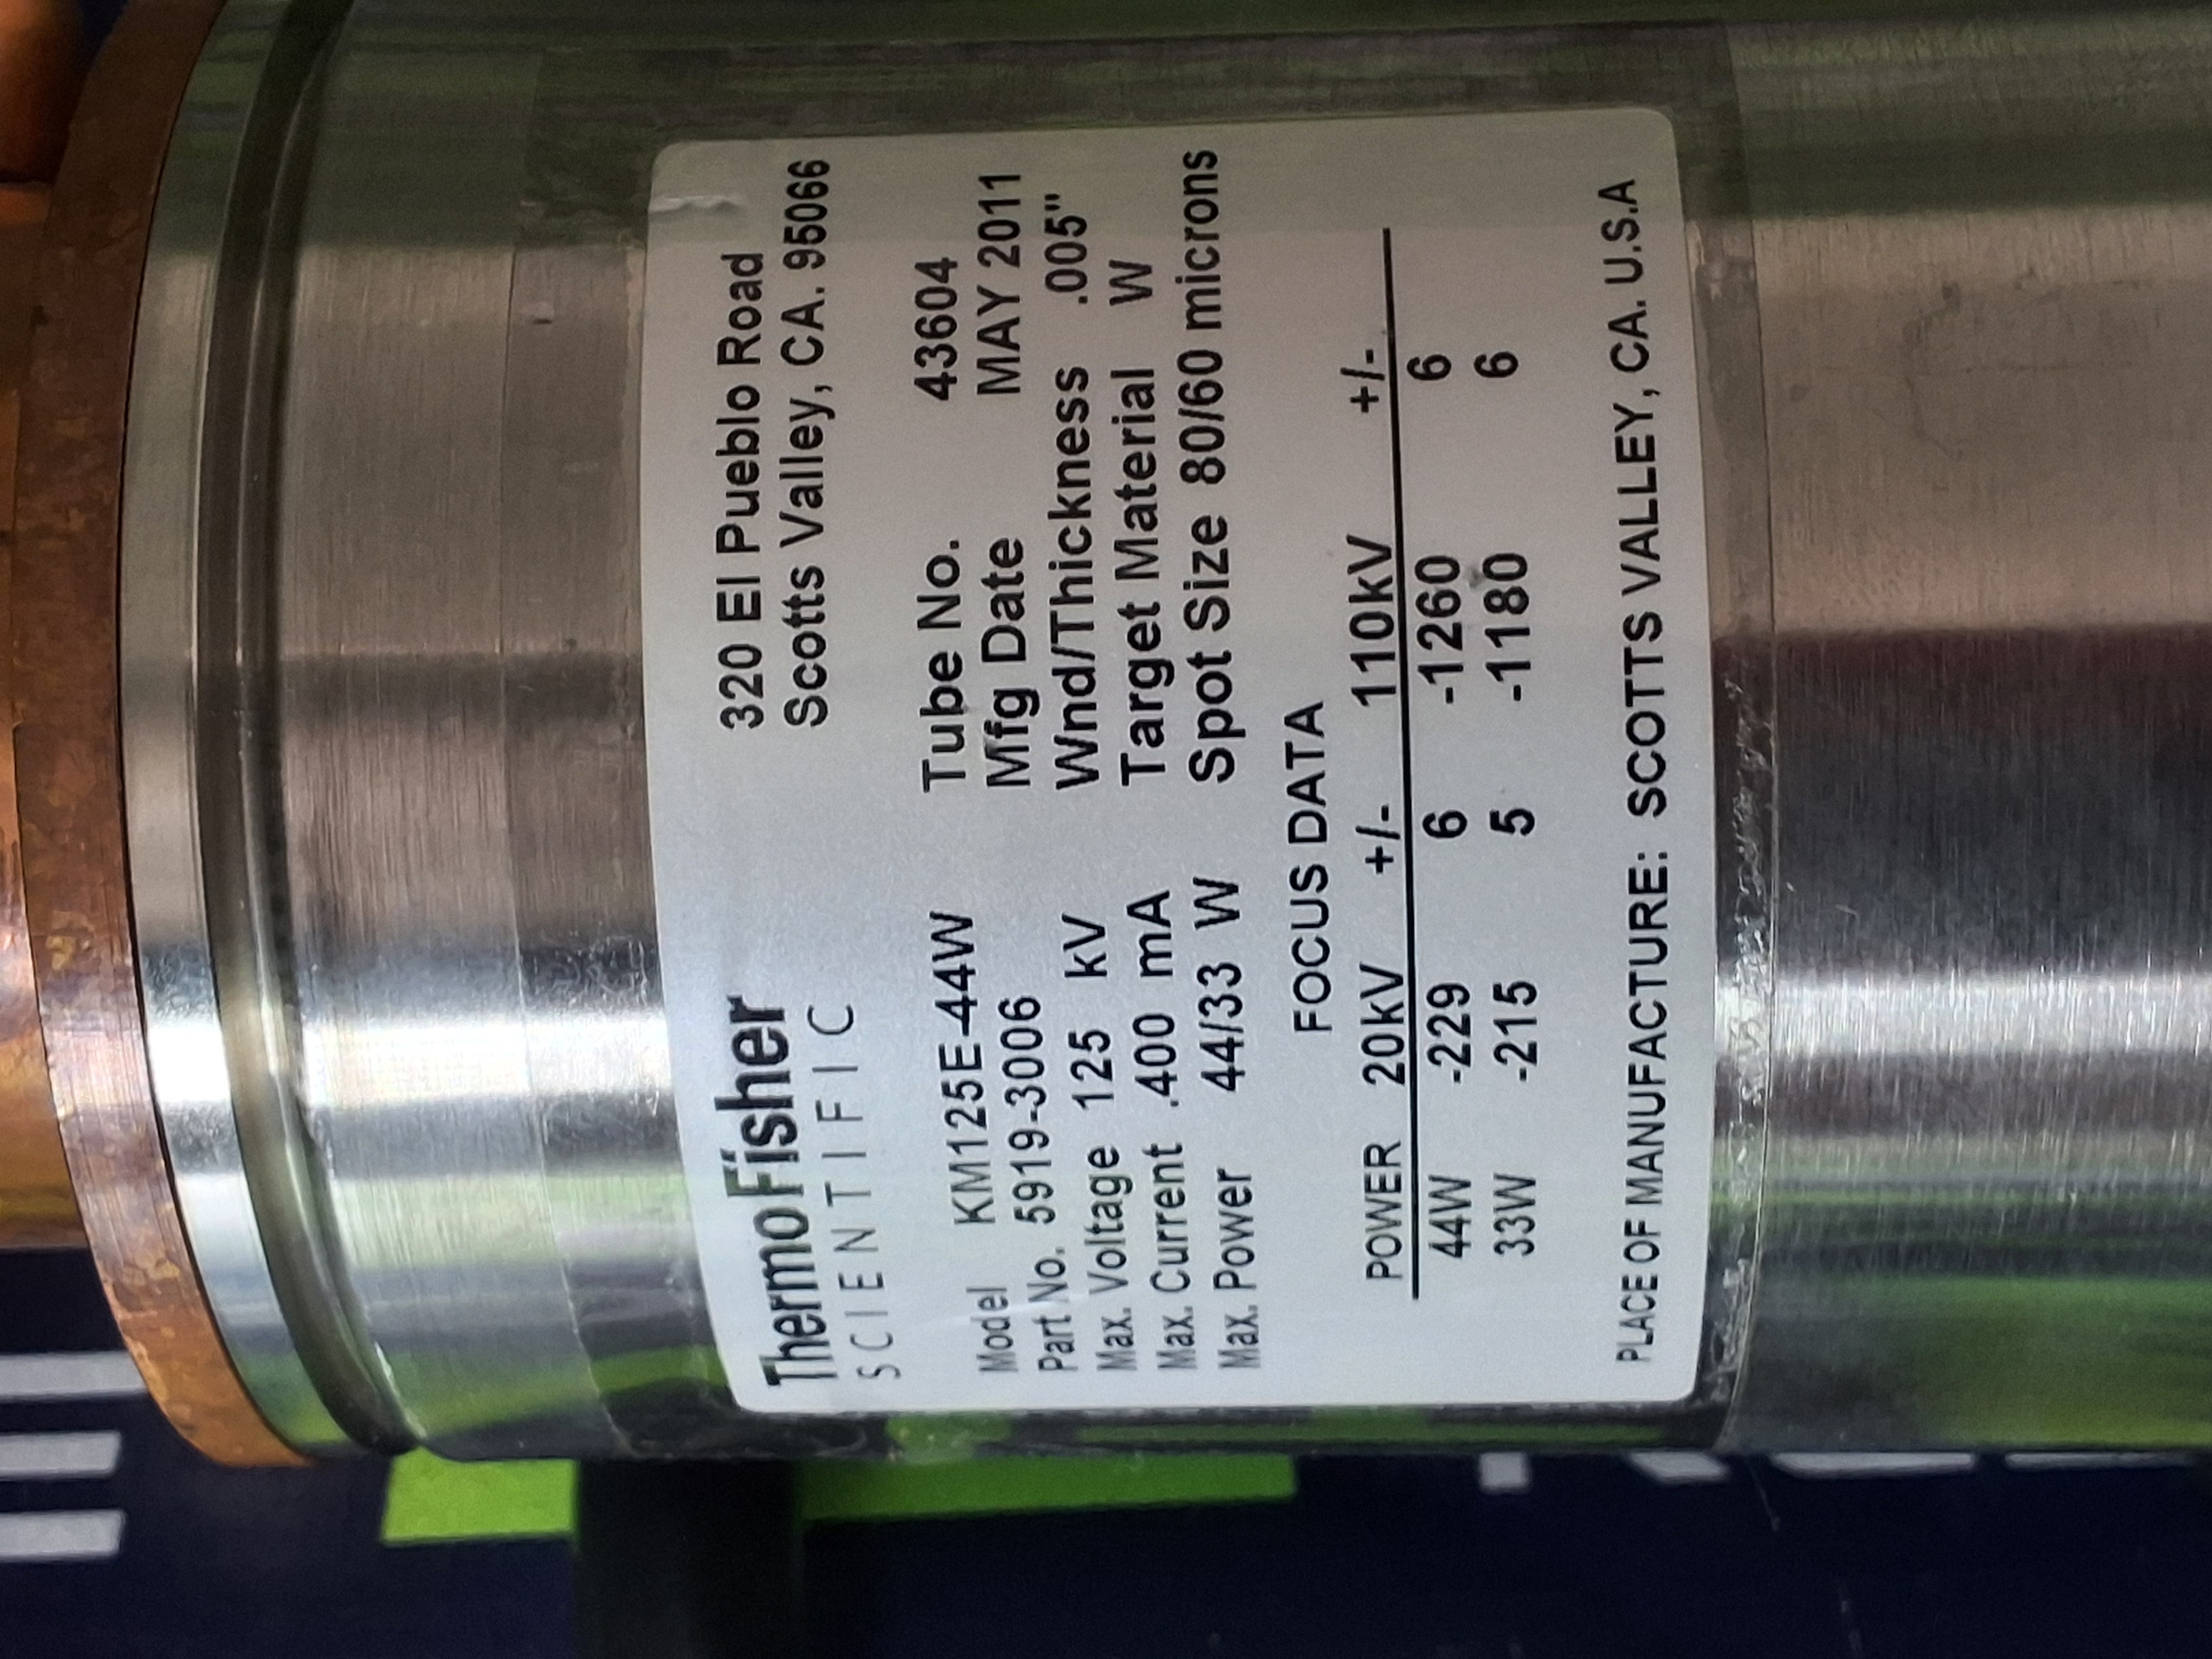 ThermoFisher
SCIENTIFIC
320 El Pueblo Road
Scotts Valley, CA. 95066
Model KM125E-44W Tube No. 43604
Part No. 5919-3006 Mfg Date MAY 2011
Max. Voltage 125 kV Wnd/Thickness .005"
Max. Current .400 mA Target Material W
Max. Power 44/33 W Spot Size 80/60 microns
FOCUS DATA
POWER 20kV +/- 110kV +/-
44W -229 6 -1260 6
33W -215 5 -1180 6
PLACE OF MANUFACTURE: SCOTTS VALLEY, CA. U.S.A